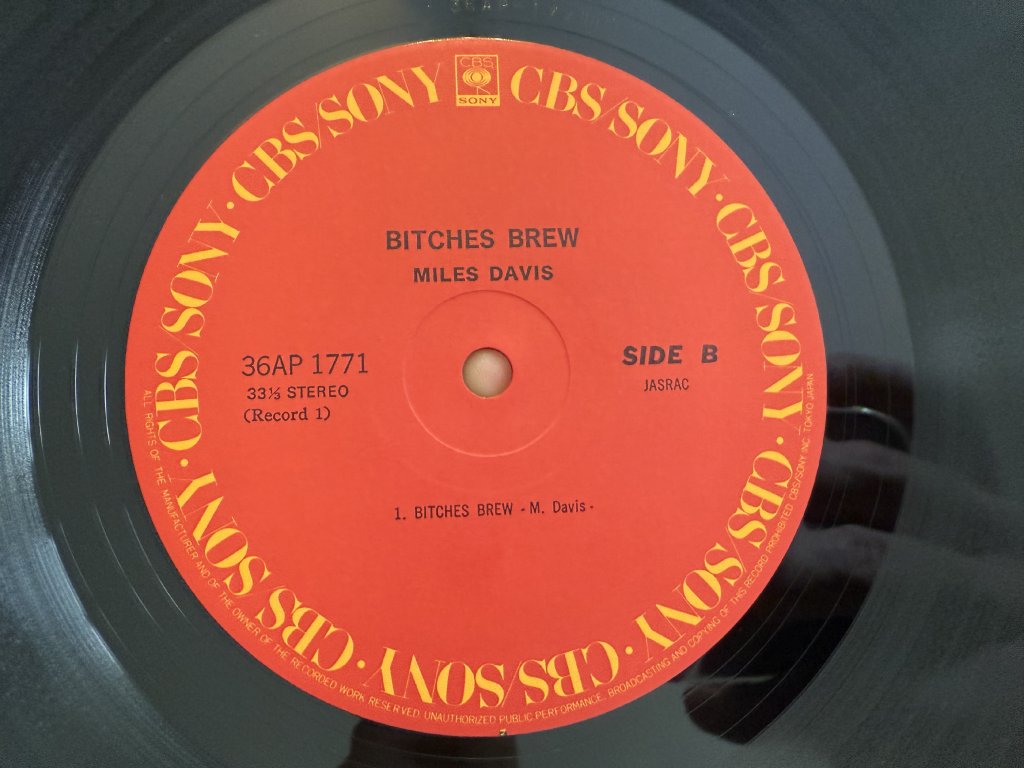 CBS
SONY
CBS/SONY · CBS/SONY · CBS/SONY · CBS/SONY · CBS/SONY · CBS/SONY · CBS/SONY · CBS/SONY · CBS/SONY
BITCHES BREW
MILES DAVIS
36AP 1771
33⅓ STEREO
(Record 1)
SIDE B
JASRAC
1. BITCHES BREW - M. Davis -
ALL RIGHTS OF THE MANUFACTURER AND OF THE OWNER OF THE RECORDED WORK RESERVED. UNAUTHORIZED PUBLIC PERFORMANCE, BROADCASTING AND COPYING OF THIS RECORD PROHIBITED CBS/SONY INC. TOKYO JAPAN